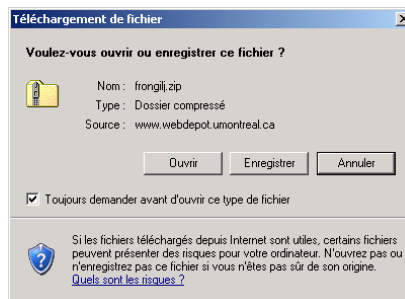 Téléchargement de fichier
Voulez-vous ouvrir ou enregistrer ce fichier ?
Nom : frongilj.zip
Type : Dossier compressé
Source : www.webdepot.umontreal.ca
Ouvrir Enregistrer Annuler
Toujours demander avant d'ouvrir ce type de fichier
Si les fichiers téléchargés depuis Internet sont utiles, certains fichiers
peuvent présenter des risques pour votre ordinateur. N'ouvrez pas ou
n'enregistrez pas ce fichier si vous n'êtes pas sûr de son origine.
Quels sont les risques ?